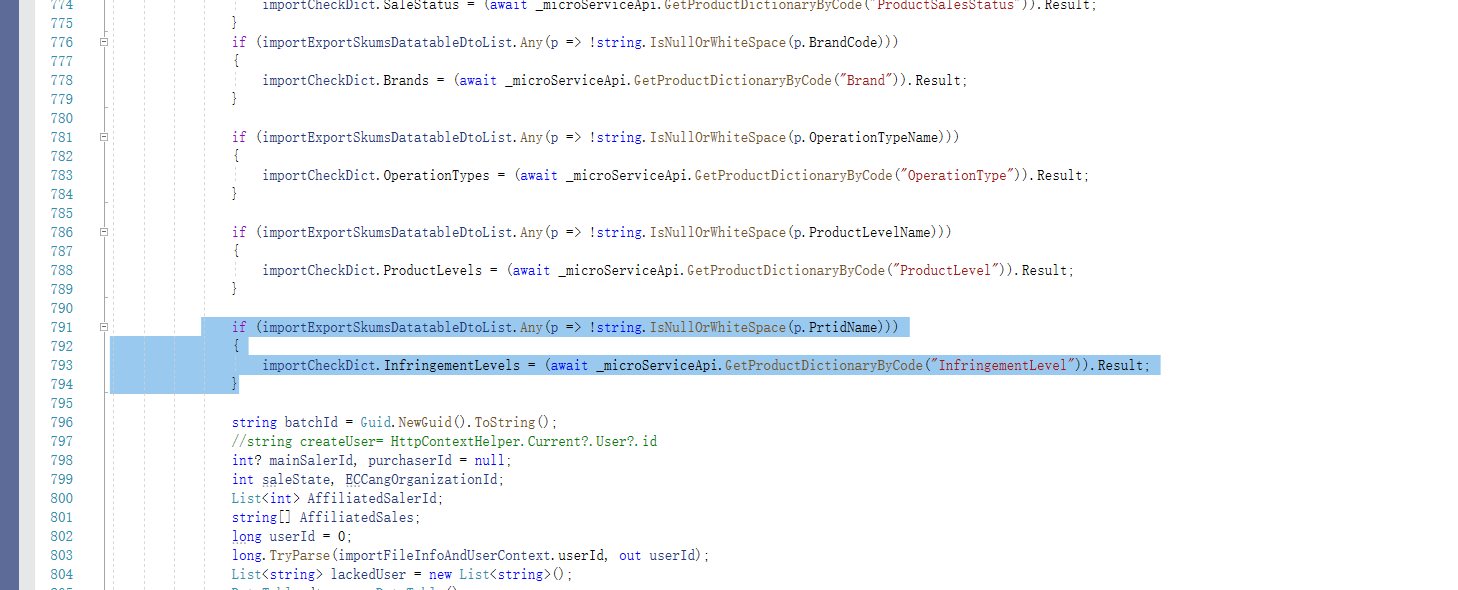 774 importCheckDict.SaleStatus = (await _microServiceApi.GetProductDictionaryByCode("ProductSalesStatus")).Result;
775 }
776 if (importExportSkumsDatatableDtoList.Any(p => !string.IsNullOrWhiteSpace(p.BrandCode)))
777 {
778 importCheckDict.Brands = (await _microServiceApi.GetProductDictionaryByCode("Brand")).Result;
779 }
780
781 if (importExportSkumsDatatableDtoList.Any(p => !string.IsNullOrWhiteSpace(p.OperationTypeName)))
782 {
783 importCheckDict.OperationTypes = (await _microServiceApi.GetProductDictionaryByCode("OperationType")).Result;
784 }
785
786 if (importExportSkumsDatatableDtoList.Any(p => !string.IsNullOrWhiteSpace(p.ProductLevelName)))
787 {
788 importCheckDict.ProductLevels = (await _microServiceApi.GetProductDictionaryByCode("ProductLevel")).Result;
789 }
790
791 if (importExportSkumsDatatableDtoList.Any(p => !string.IsNullOrWhiteSpace(p.PrtidName)))
792 {
793 importCheckDict.InfringementLevels = (await _microServiceApi.GetProductDictionaryByCode("InfringementLevel")).Result;
794 }
795
796 string batchId = Guid.NewGuid().ToString();
797 //string createUser= HttpContextHelper.Current?.User?.id
798 int? mainSalerId, purchaserId = null;
799 int saleState, ECCangOrganizationId;
800 List<int> AffiliatedSalerId;
801 string[] AffiliatedSales;
802 long userId = 0;
803 long.TryParse(importFileInfoAndUserContext.userId, out userId);
804 List<string> lackedUser = new List<string>();